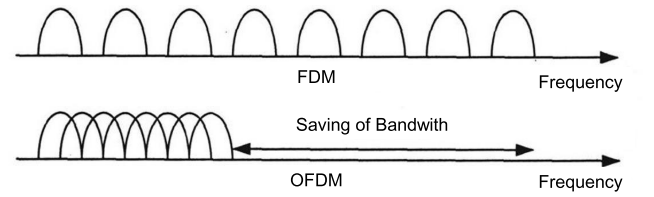 FDM
Frequency
Saving of Bandwith
OFDM
Frequency